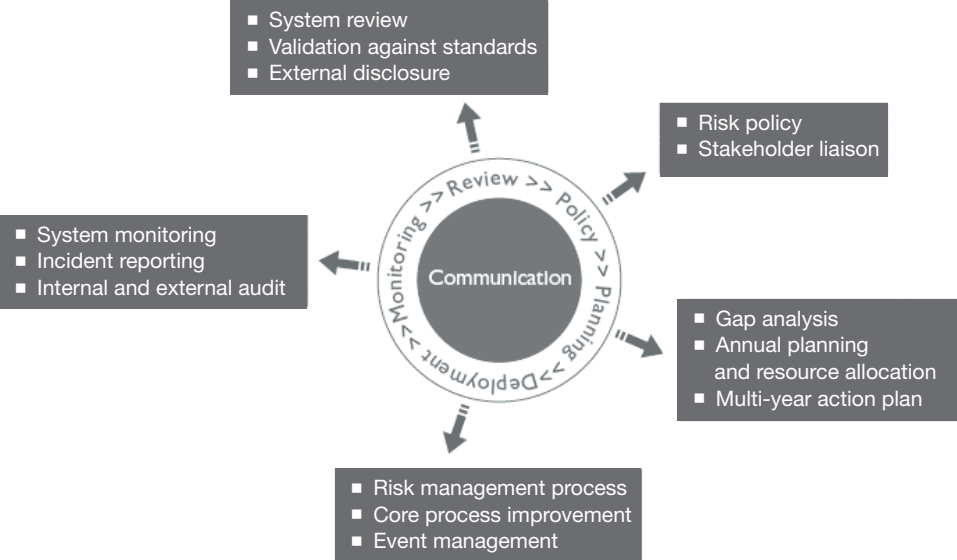 ■ System review
■ Validation against standards
■ External disclosure
■ Risk policy
■ Stakeholder liaison
■ System monitoring
■ Incident reporting
■ Internal and external audit
Review >> Policy >> Planning >> Deployment >> Monitoring >>
Communication
■ Gap analysis
■ Annual planning
and resource allocation
■ Multi-year action plan
■ Risk management process
■ Core process improvement
■ Event management